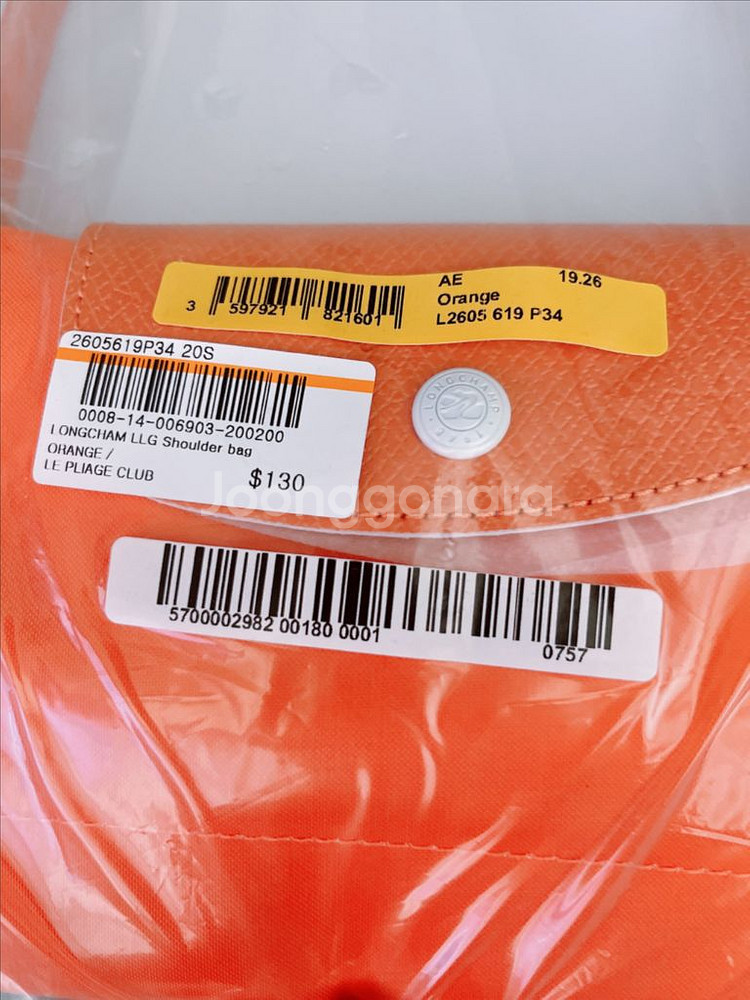 AE 19.26
Orange
L2605 619 P34
3 597921 821601
2605619P34 20S
0008-14-006903-200200
LONGCHAM LLG Shoulder bag
ORANGE /
LE PLIAGE CLUB
$130
LONGCHAMP
Joonggonara
5700002982 00180 0001
0757